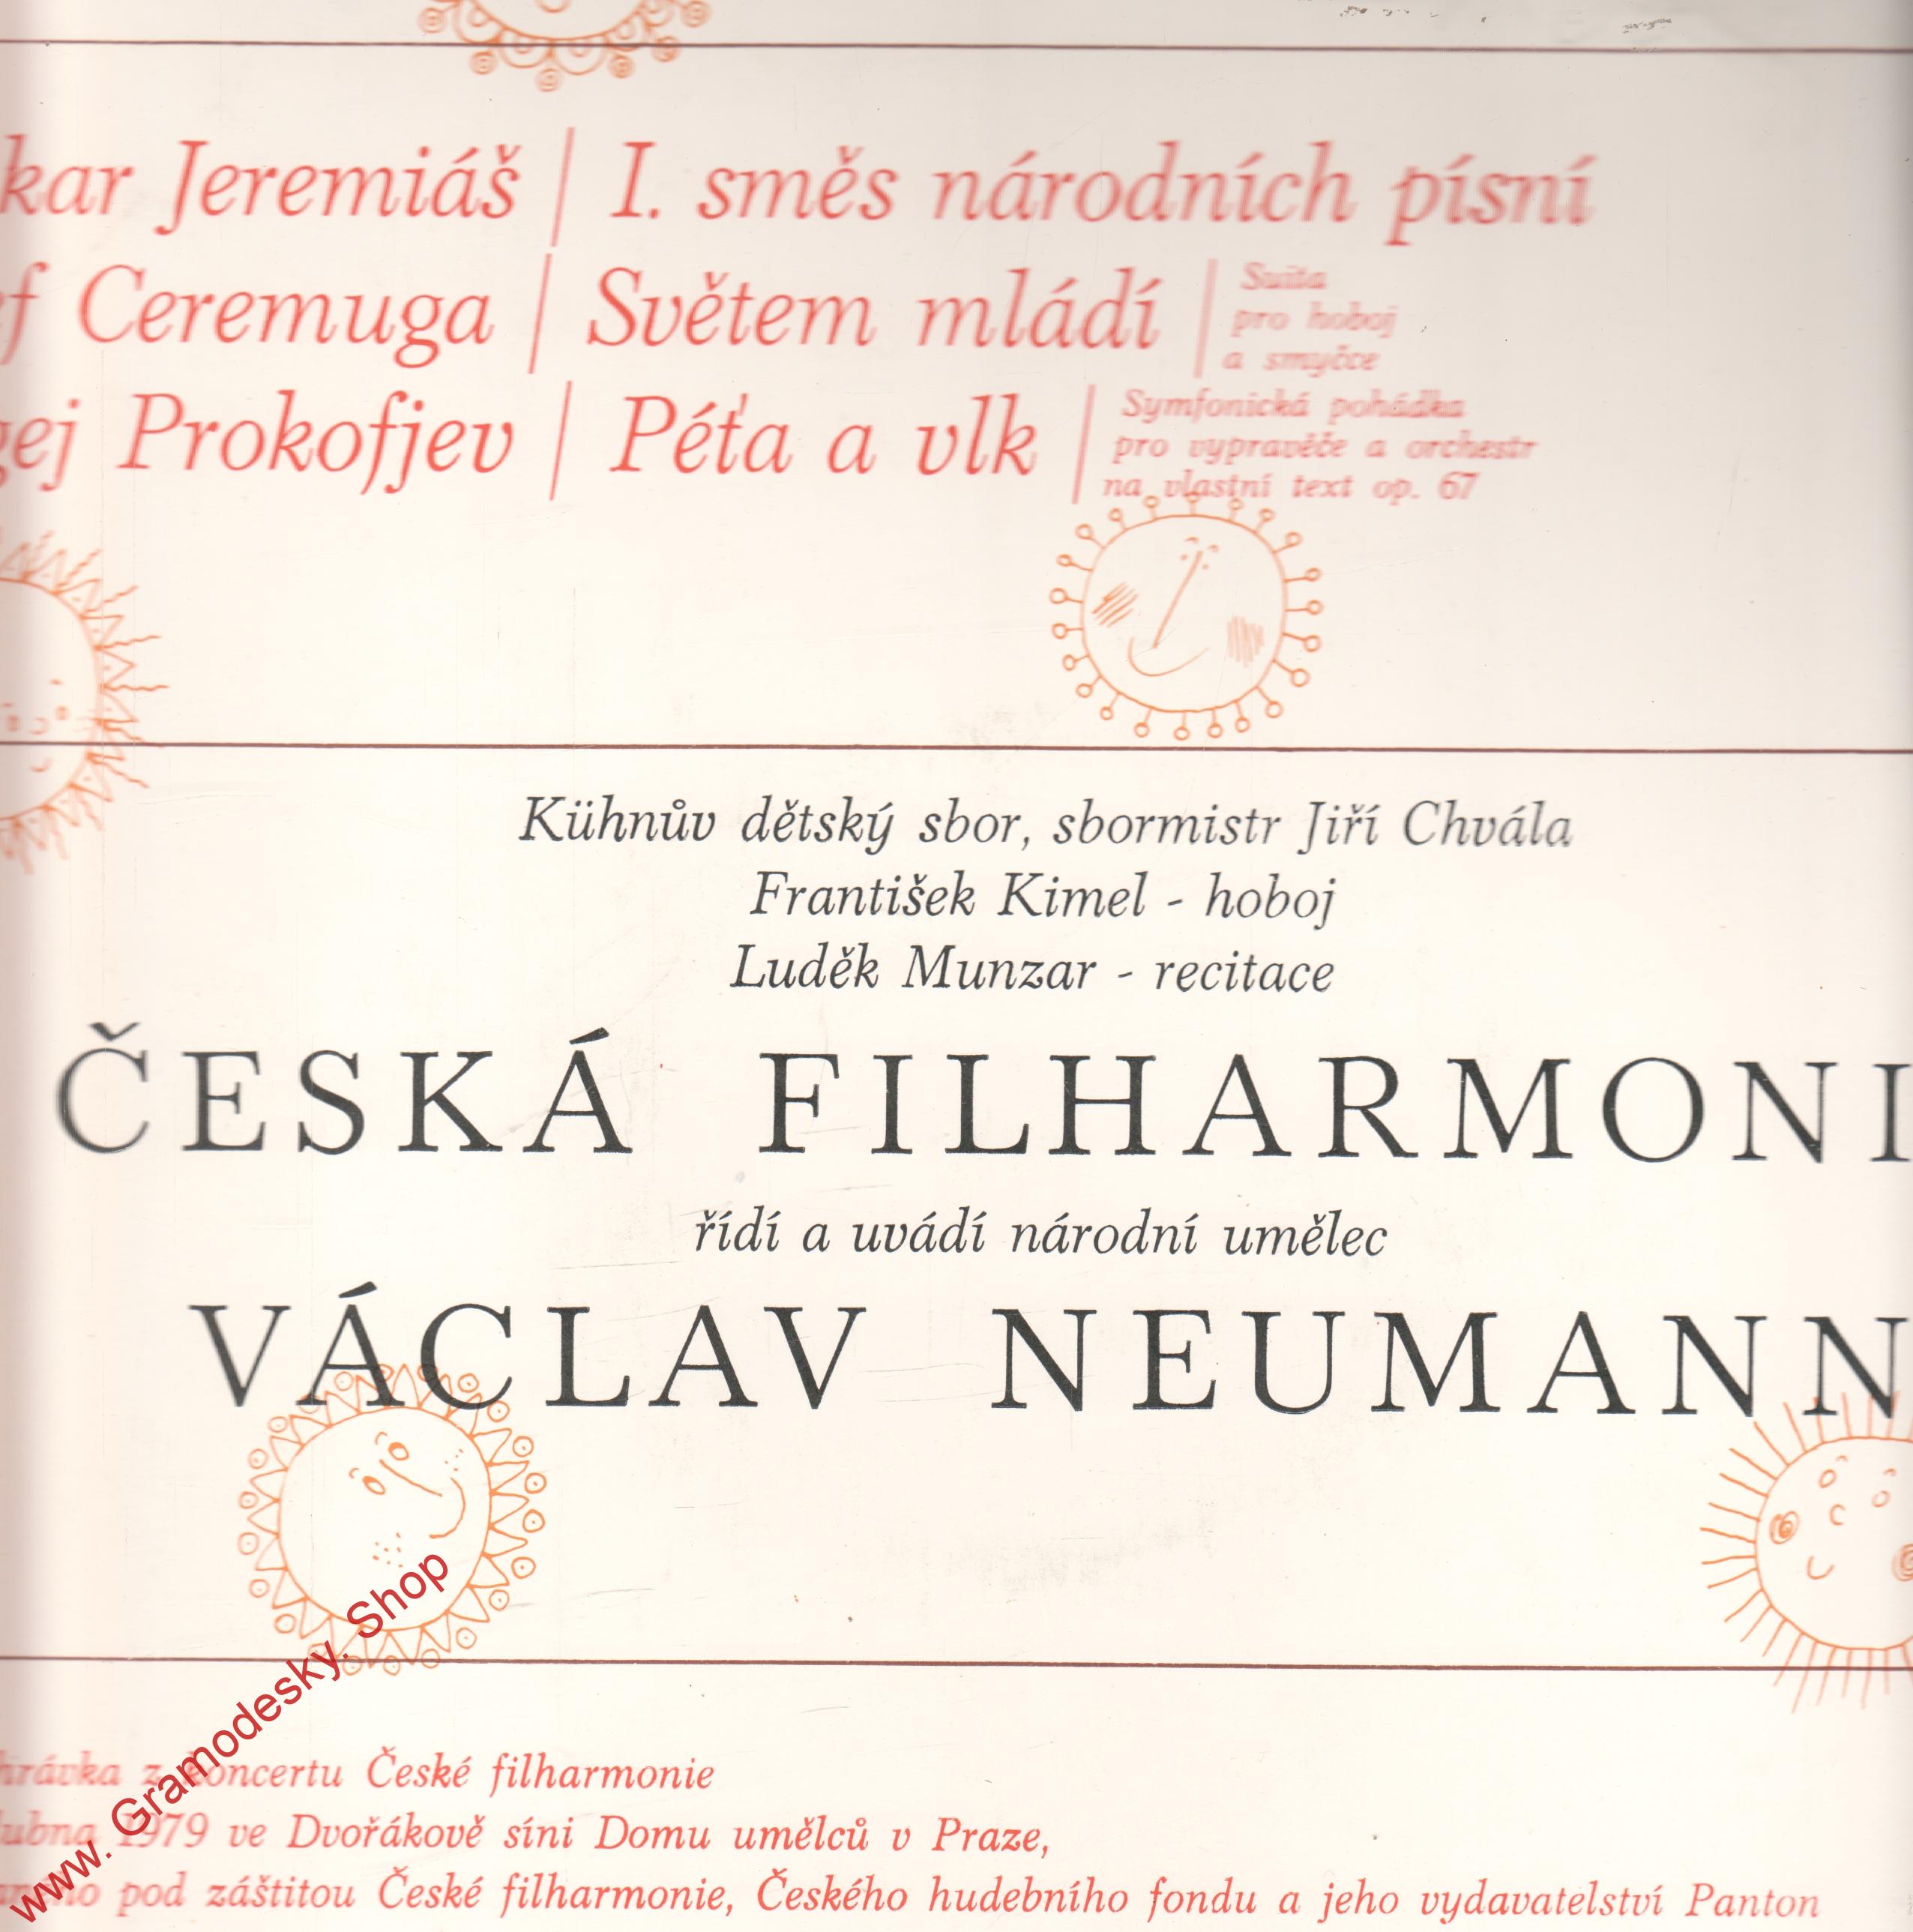 kar Jeremiáš | I. směs národních písní
f Ceremuga | Světem mládí | Suita
pro hoboj
a smyčce
gej Prokofjev | Péťa a vlk | Symfonická pohádka
pro vypravěče a orchestr
na vlastní text op. 67
Kühnův dětský sbor, sbormistr Jiří Chvála
František Kimel - hoboj
Luděk Munzar - recitace
ČESKÁ FILHARMONI
řídí a uvádí národní umělec
VÁCLAV NEUMANN
hrávka z koncertu České filharmonie
dubna 1979 ve Dvořákově síni Domu umělců v Praze,
pod záštitou České filharmonie, Českého hudebního fondu a jeho vydavatelství Panton
www. Gramodesky. Shop